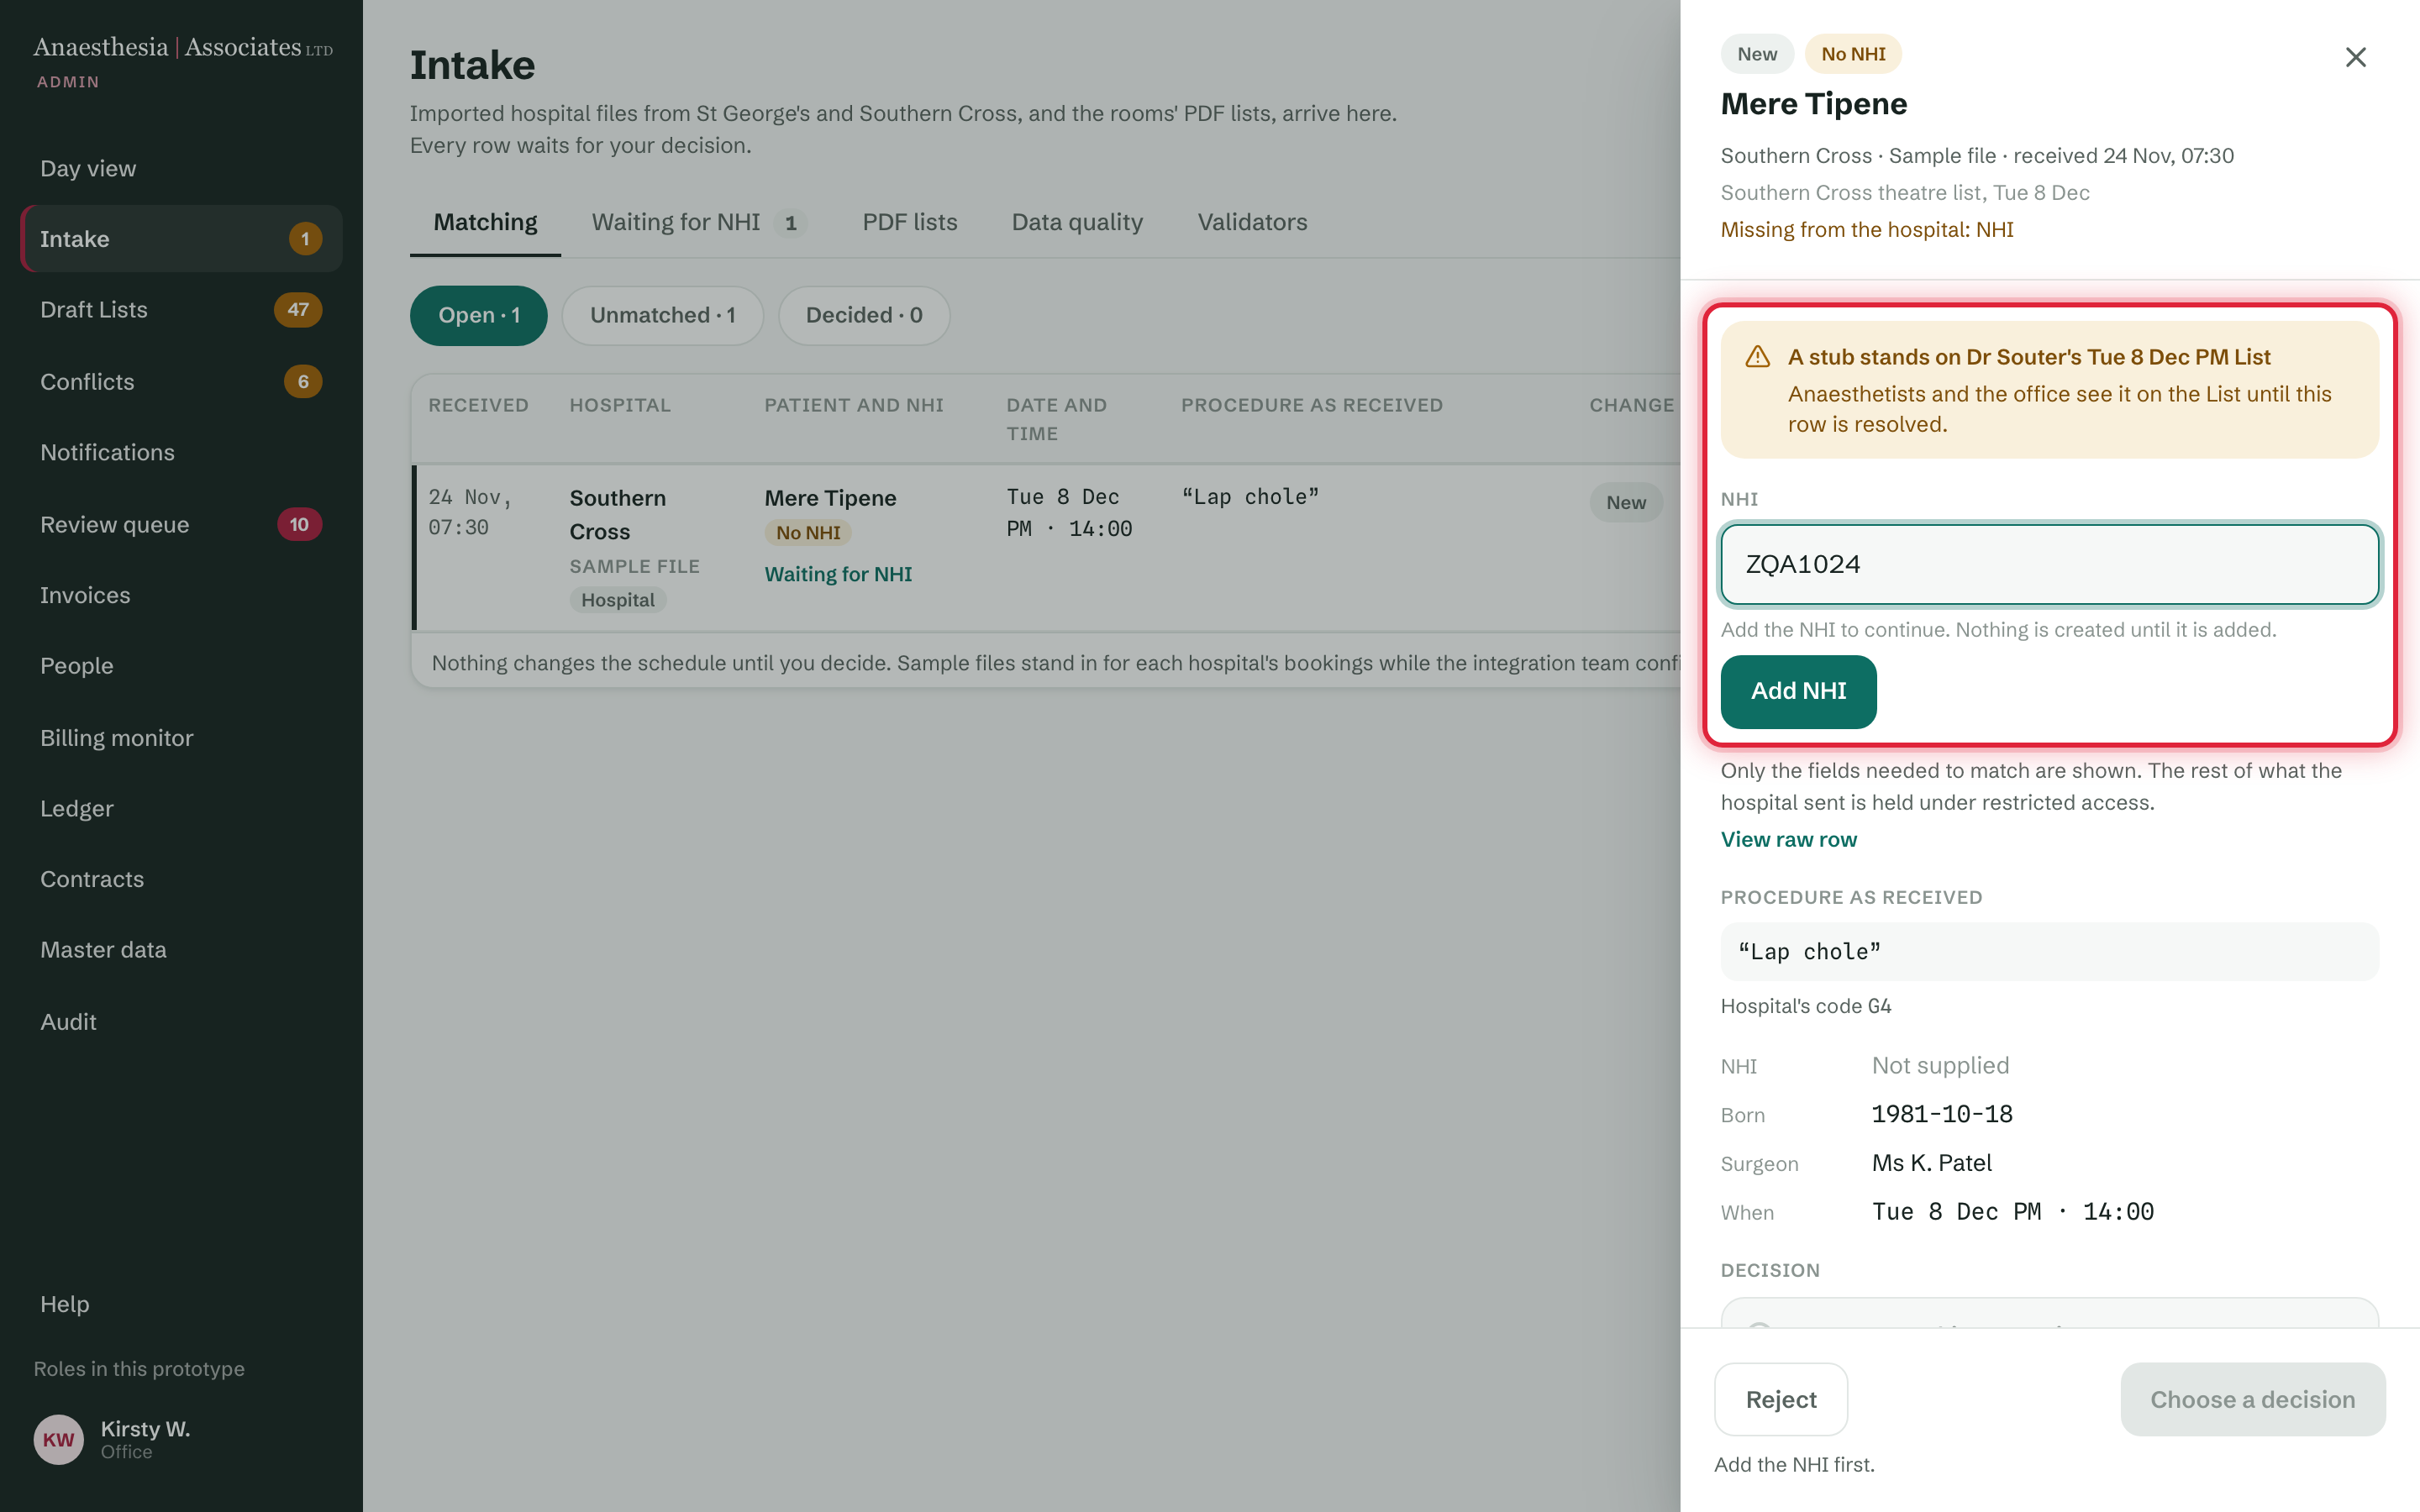 Anaesthesia | Associates LTD
ADMIN
Day view
Intake 1
Draft Lists 47
Conflicts 6
Notifications
Review queue 10
Invoices
People
Billing monitor
Ledger
Contracts
Master data
Audit
Help
Roles in this prototype
KW
Kirsty W.
Office
Intake
Imported hospital files from St George's and Southern Cross, and the rooms' PDF lists, arrive here.
Every row waits for your decision.
Matching Waiting for NHI 1 PDF lists Data quality Validators
Open · 1 Unmatched · 1 Decided · 0
RECEIVED HOSPITAL PATIENT AND NHI DATE AND TIME PROCEDURE AS RECEIVED CHANGE
24 Nov, 07:30
Southern Cross
SAMPLE FILE
Hospital
Mere Tipene
No NHI
Waiting for NHI
Tue 8 Dec
PM · 14:00
“Lap chole”
New
Nothing changes the schedule until you decide. Sample files stand in for each hospital's bookings while the integration team
New No NHI
Mere Tipene
Southern Cross · Sample file · received 24 Nov, 07:30
Southern Cross theatre list, Tue 8 Dec
Missing from the hospital: NHI
A stub stands on Dr Souter's Tue 8 Dec PM List
Anaesthetists and the office see it on the List until this
row is resolved.
NHI
ZQA1024
Add the NHI to continue. Nothing is created until it is added.
Add NHI
Only the fields needed to match are shown. The rest of what the
hospital sent is held under restricted access.
View raw row
PROCEDURE AS RECEIVED
“Lap chole”
Hospital's code G4
NHI Not supplied
Born 1981-10-18
Surgeon Ms K. Patel
When Tue 8 Dec PM · 14:00
DECISION
Reject
Choose a decision
Add the NHI first.